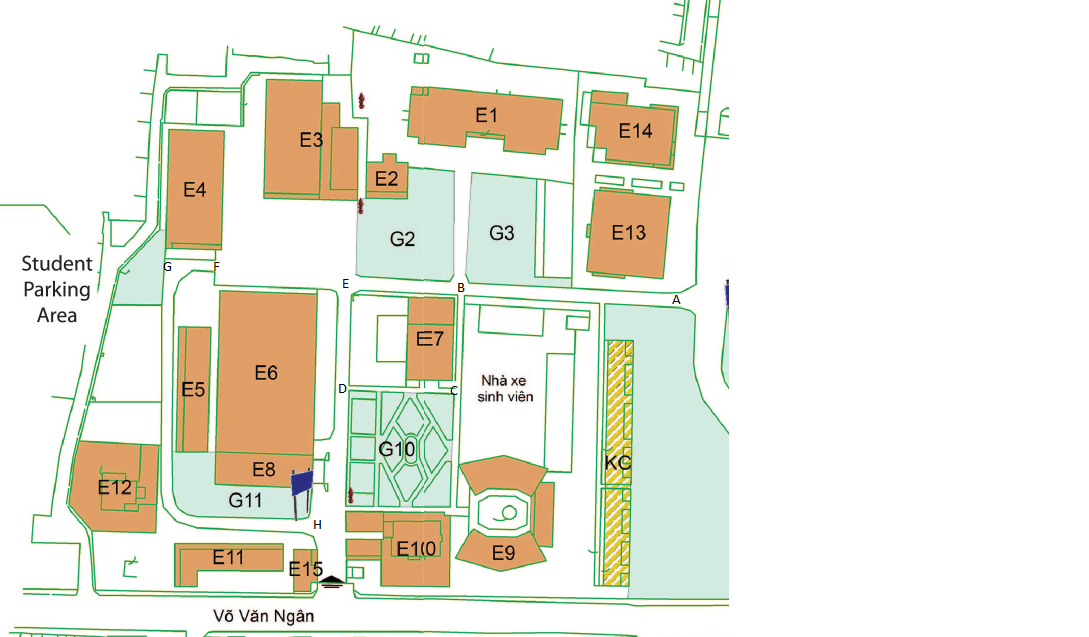 E1
E14
E3
E2
E4
G2
G3
E13
Student
Parking
Area
G
F
E
B
A
E7
E6
E5
D
C
Nhà xe
sinh viên
G10
KC
E8
E12
G11
H
E10
E9
E11
E15
Võ Văn Ngân